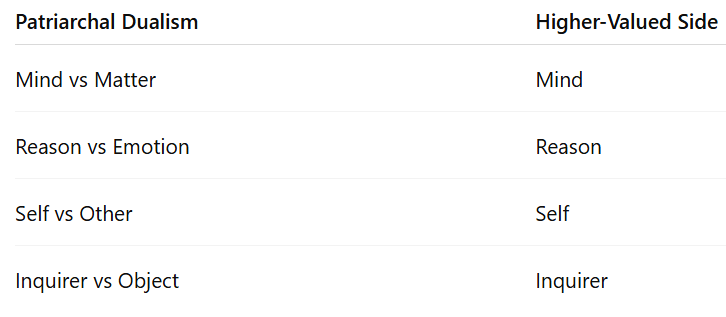 Patriarchal Dualism Higher-Valued Side
Mind vs Matter Mind
Reason vs Emotion Reason
Self vs Other Self
Inquirer vs Object Inquirer